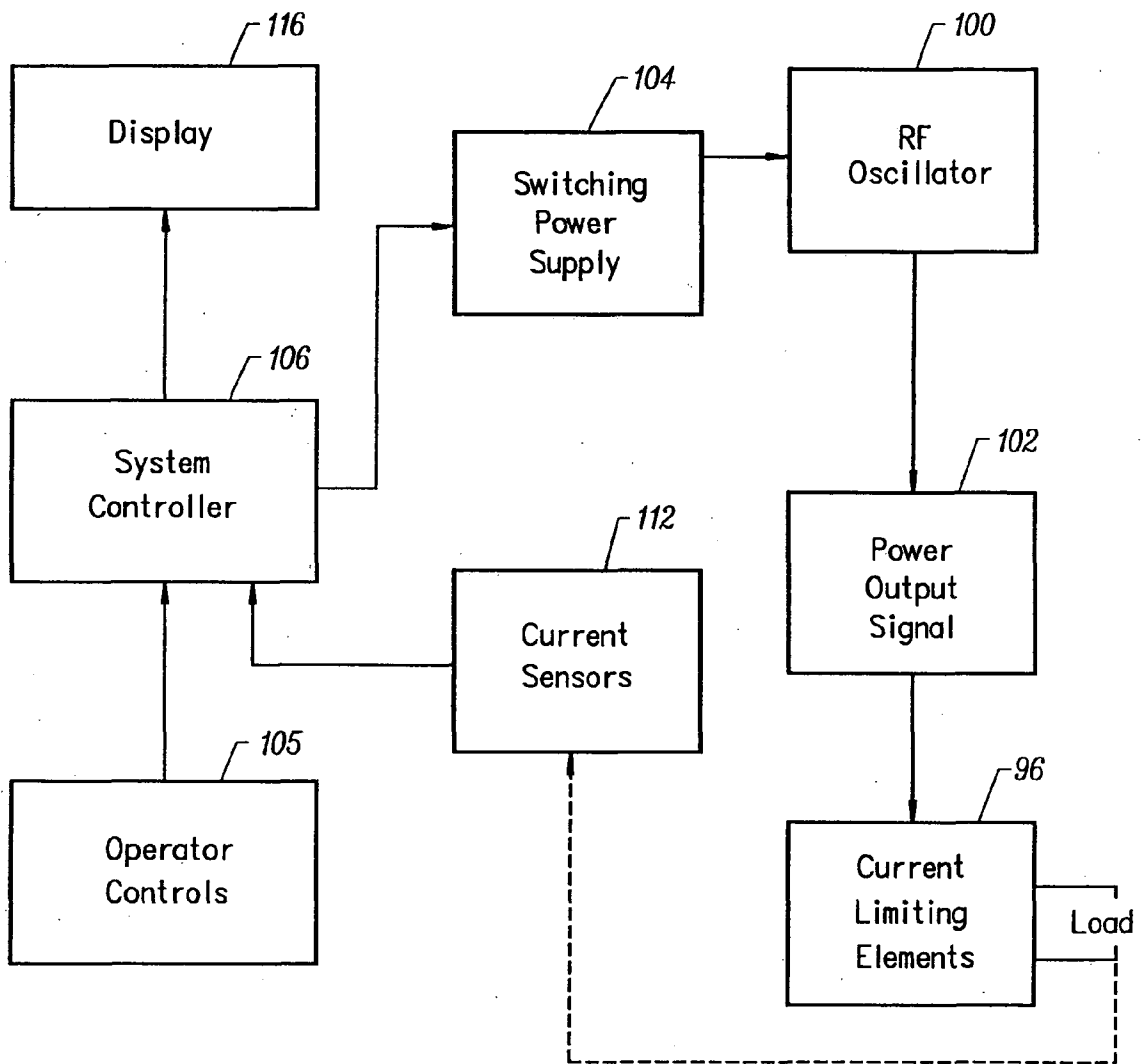 116
Display
104
Switching
Power
Supply
100
RF
Oscillator
106
System
Controller
112
Current
Sensors
102
Power
Output
Signal
105
Operator
Controls
96
Current
Limiting
Elements
Load